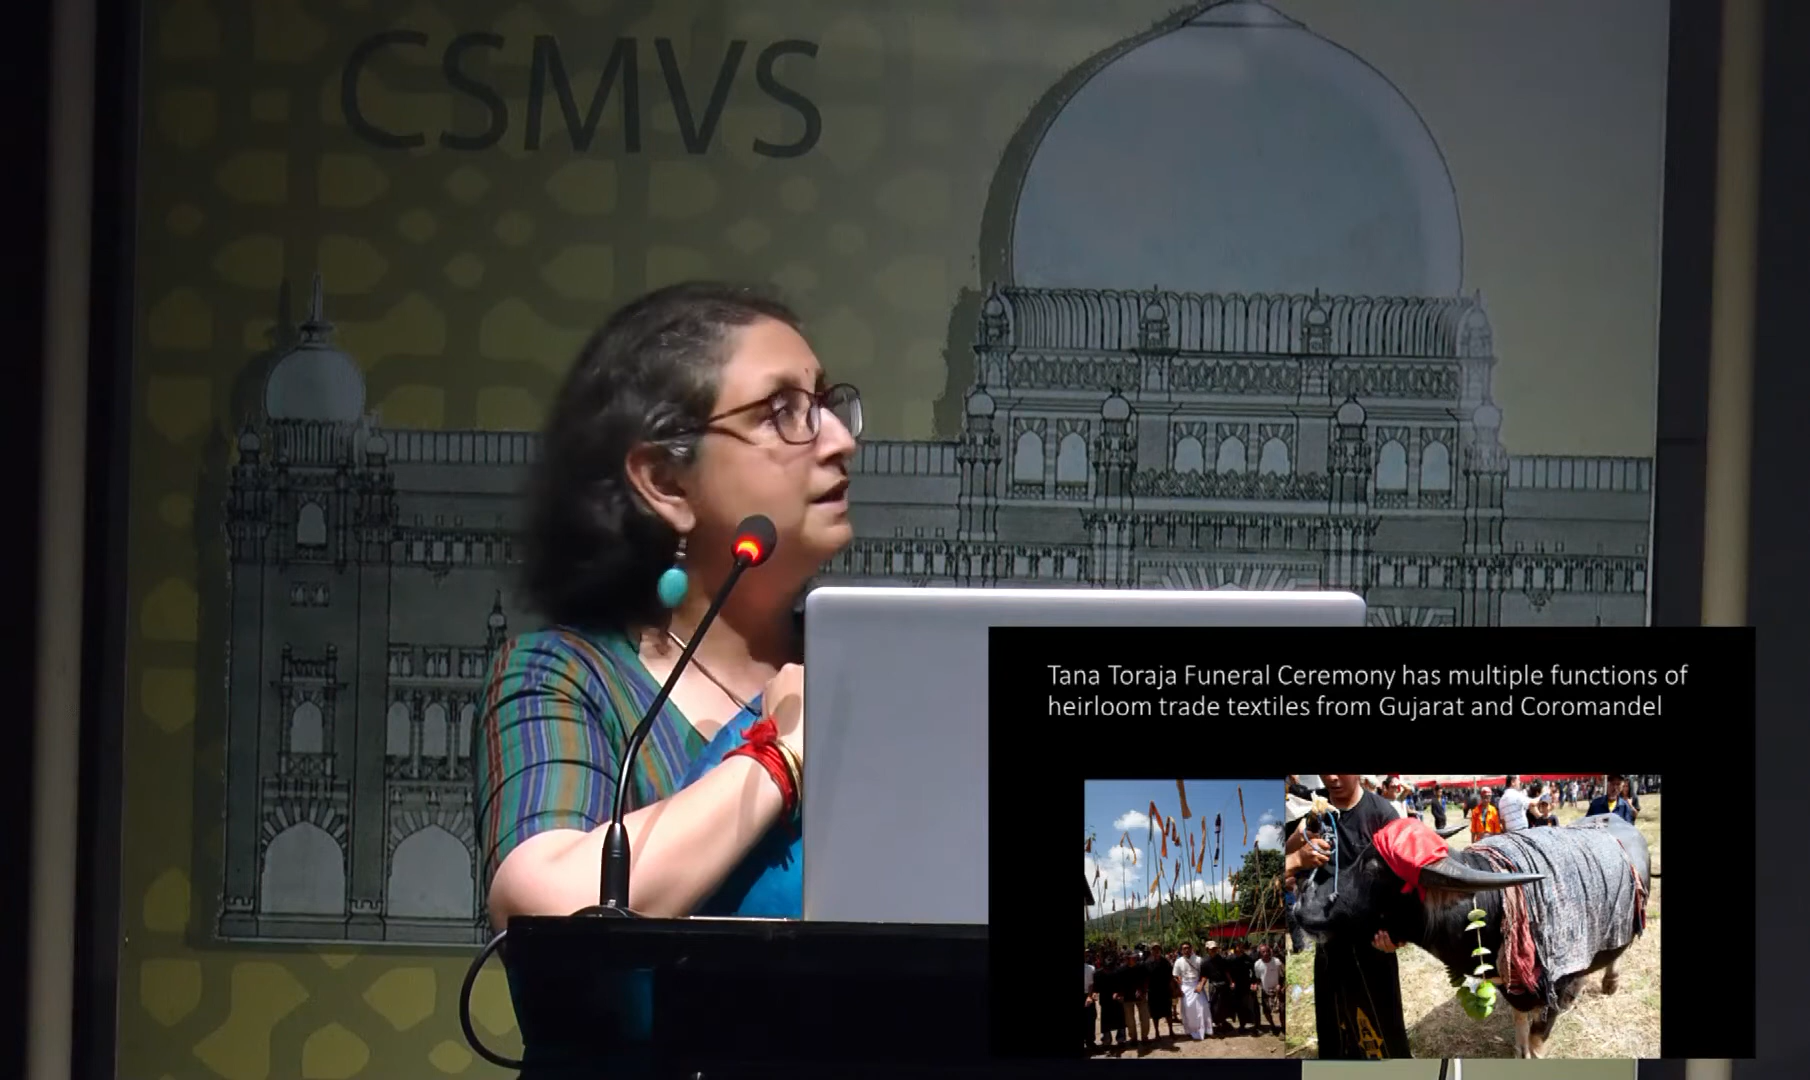 CSMVS
Tana Toraja Funeral Ceremony has multiple functions of
heirloom trade textiles from Gujarat and Coromandel